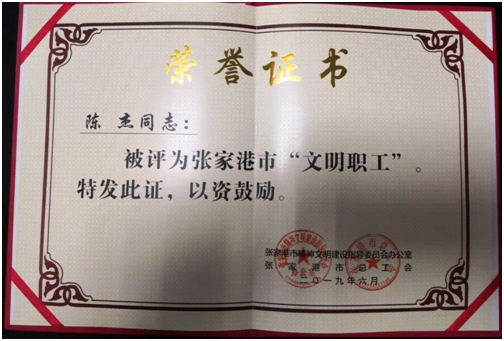 荣誉证书
陈杰同志：
被评为张家港市“文明职工”。
特发此证，以资鼓励。
张家港市精神文明建设指导委员会办公室
张家港市总工会
二〇一九年六月